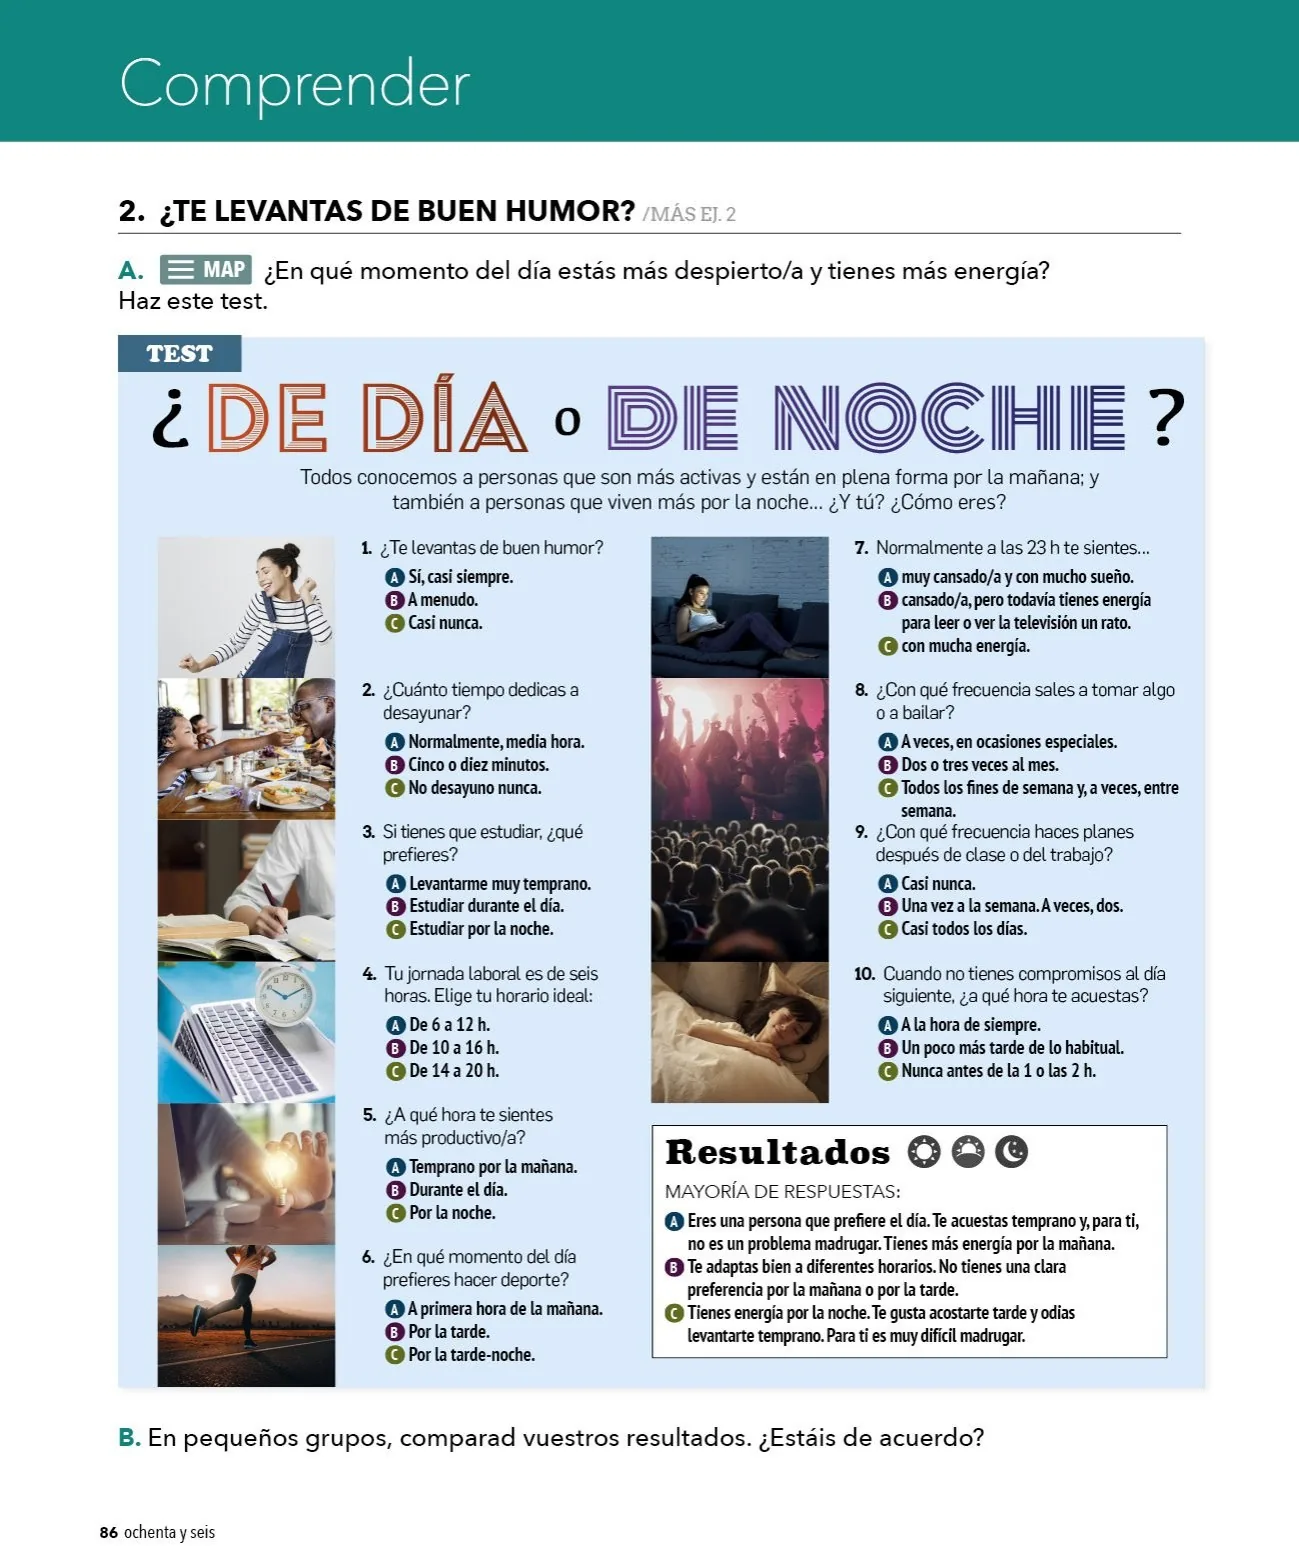 Comprender
2. ¿TE LEVANTAS DE BUEN HUMOR? /MÁS EJ. 2
A. MAP ¿En qué momento del día estás más despierto/a y tienes más energía?
Haz este test.
TEST
¿DE DÍA o DE NOCHE?
Todos conocemos a personas que son más activas y están en plena forma por la mañana; y
también a personas que viven más por la noche... ¿Y tú? ¿Cómo eres?
1. ¿Te levantas de buen humor?
A Sí, casi siempre.
B A menudo.
C Casi nunca.
2. ¿Cuánto tiempo dedicas a
desayunar?
A Normalmente, media hora.
B Cinco o diez minutos.
C No desayuno nunca.
3. Si tienes que estudiar, ¿qué
prefieres?
A Levantarme muy temprano.
B Estudiar durante el día.
C Estudiar por la noche.
4. Tu jornada laboral es de seis
horas. Elige tu horario ideal:
A De 6 a 12 h.
B De 10 a 16 h.
C De 14 a 20 h.
5. ¿A qué hora te sientes
más productivo/a?
A Temprano por la mañana.
B Durante el día.
C Por la noche.
6. ¿En qué momento del día
prefieres hacer deporte?
A A primera hora de la mañana.
B Por la tarde.
C Por la tarde-noche.
7. Normalmente a las 23 h te sientes...
A muy cansado/a y con mucho sueño.
B cansado/a, pero todavía tienes energía
para leer o ver la televisión un rato.
C con mucha energía.
8. ¿Con qué frecuencia sales a tomar algo
o a bailar?
A A veces, en ocasiones especiales.
B Dos o tres veces al mes.
C Todos los fines de semana y, a veces, entre
semana.
9. ¿Con qué frecuencia haces planes
después de clase o del trabajo?
A Casi nunca.
B Una vez a la semana. A veces, dos.
C Casi todos los días.
10. Cuando no tienes compromisos al día
siguiente, ¿a qué hora te acuestas?
A A la hora de siempre.
B Un poco más tarde de lo habitual.
C Nunca antes de la 1 o las 2 h.
Resultados
MAYORÍA DE RESPUESTAS:
A Eres una persona que prefiere el día. Te acuestas temprano y, para ti,
no es un problema madrugar. Tienes más energía por la mañana.
B Te adaptas bien a diferentes horarios. No tienes una clara
preferencia por la mañana o por la tarde.
C Tienes energía por la noche. Te gusta acostarte tarde y odias
levantarte temprano. Para ti es muy difícil madrugar.
B. En pequeños grupos, comparad vuestros resultados. ¿Estáis de acuerdo?
86 ochenta y seis